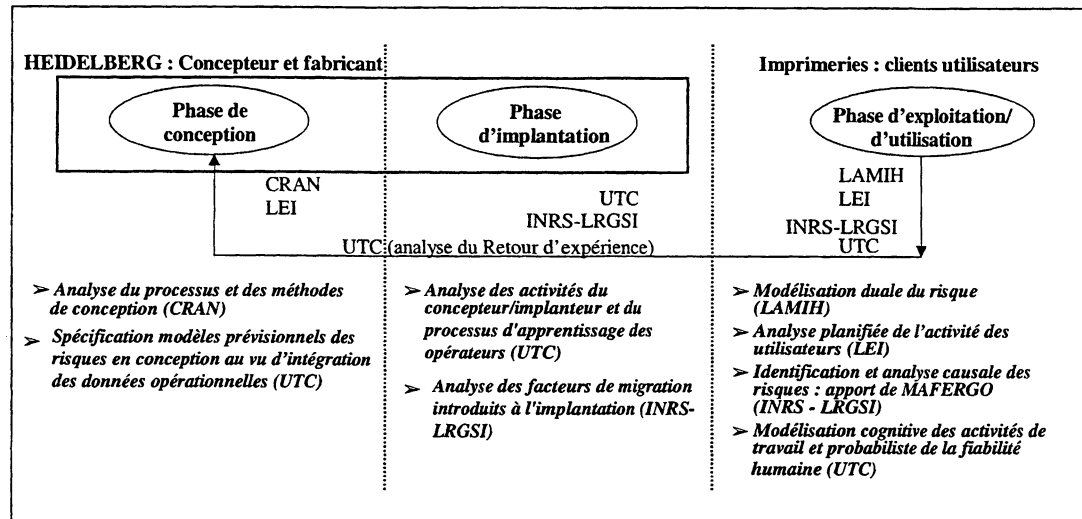 HEIDELBERG : Concepteur et fabricant
Imprimeries : clients utilisateurs
Phase de
conception
Phase
d'implantation
Phase d'exploitation/
d'utilisation
CRAN
LEI
UTC
INRS-LRGSI
LAMIH
LEI
INRS-LRGSI
UTC
UTC (analyse du Retour d'expérience)
➢ Analyse du processus et des méthodes
de conception (CRAN)
➢ Spécification modèles prévisionnels des
risques en conception au vu d'intégration
des données opérationnelles (UTC)
➢ Analyse des activités du
concepteur/implanteur et du
processus d'apprentissage des
opérateurs (UTC)
➢ Analyse des facteurs de migration
introduits à l'implantation (INRS-
LRGSI)
➢ Modélisation duale du risque
(LAMIH)
➢ Analyse planifiée de l'activité des
utilisateurs (LEI)
➢ Identification et analyse causale des
risques : apport de MAFERGO
(INRS - LRGSI)
➢ Modélisation cognitive des activités de
travail et probabiliste de la fiabilité
humaine (UTC)